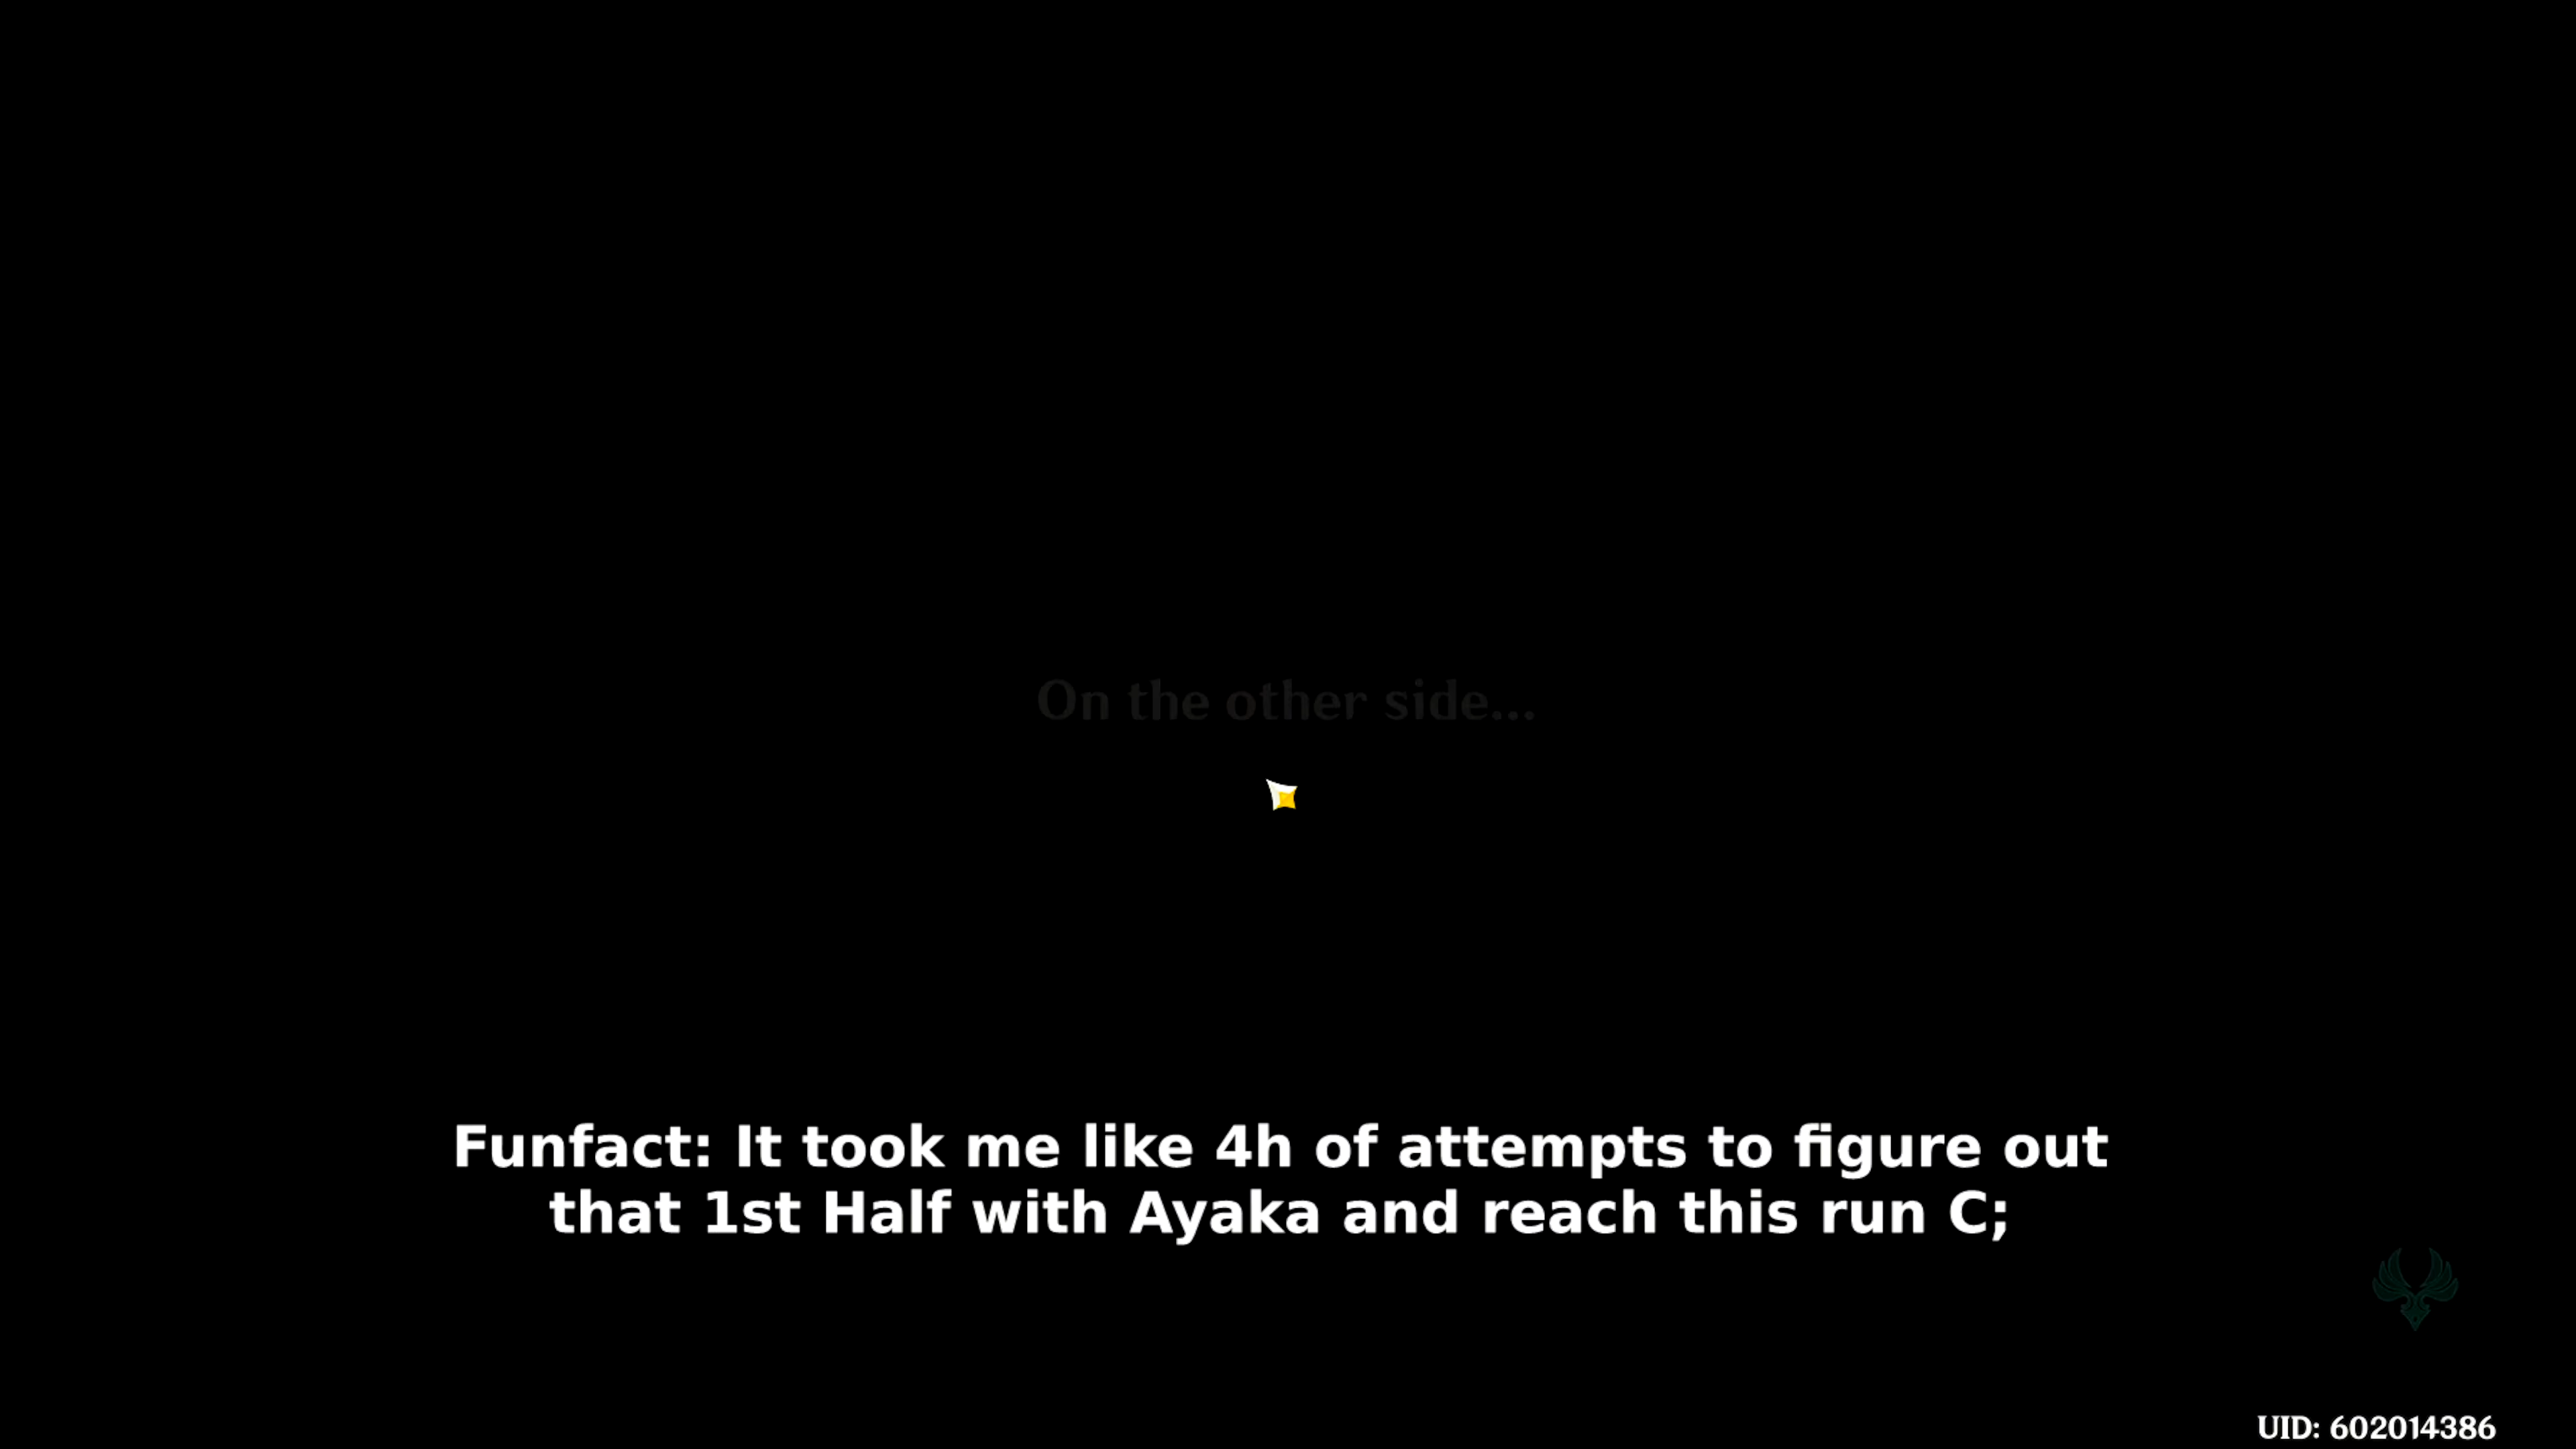 On the other side...
Funfact: It took me like 4h of attempts to figure out
that 1st Half with Ayaka and reach this run C;
UID: 602014386